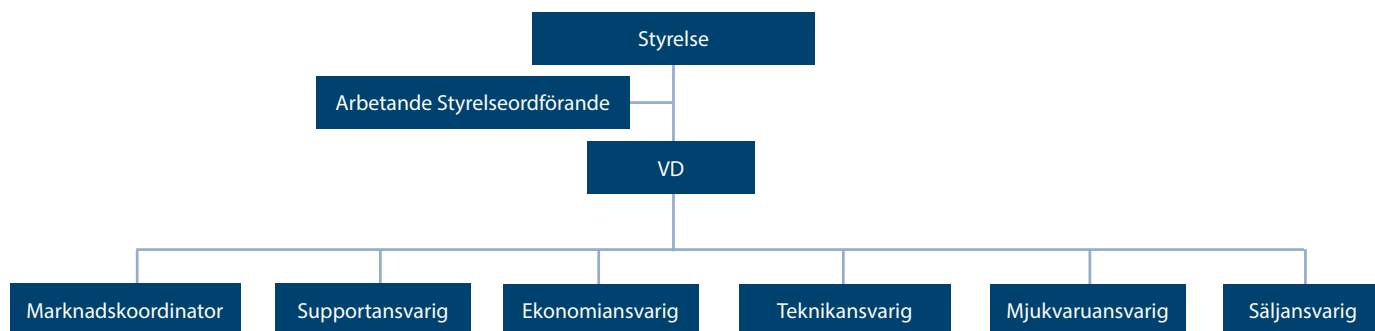 Styrelse
Arbetande Styrelseordförande
VD
Marknadskoordinator
Supportansvarig
Ekonomiansvarig
Teknikansvarig
Mjukvaruansvarig
Säljansvarig